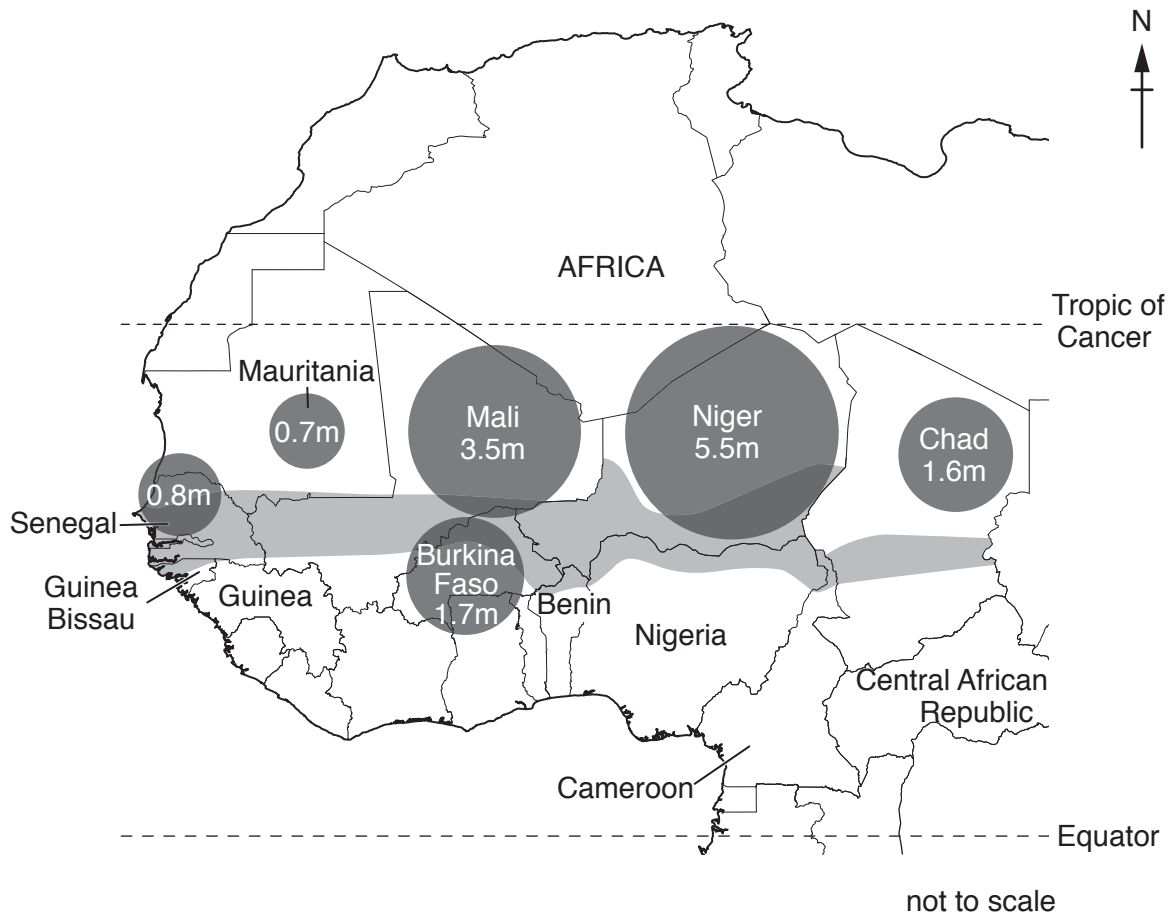 N
AFRICA
Tropic of
Cancer
Mauritania
0.7m
Mali
3.5m
Niger
5.5m
Chad
1.6m
0.8m
Senegal
Guinea
Bissau
Guinea
Burkina
Faso
1.7m
Benin
Nigeria
Central African
Republic
Cameroon
Equator
not to scale